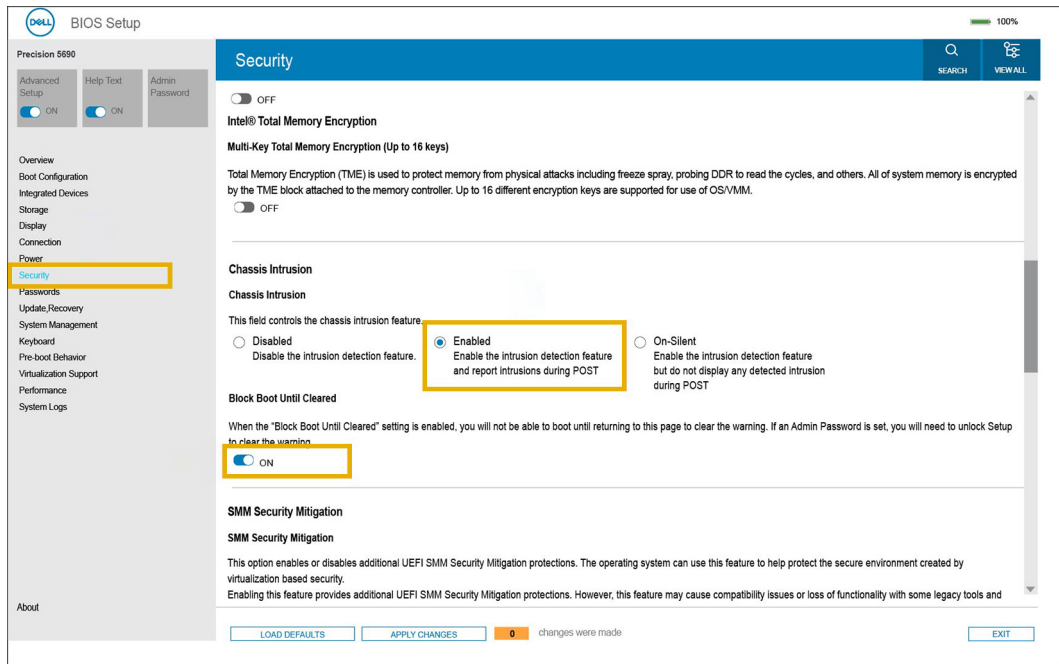 DELL
BIOS Setup
100%
Precision 5690
Advanced Setup
ON
Help Text
ON
Admin Password
Overview
Boot Configuration
Integrated Devices
Storage
Display
Connection
Power
Security
Passwords
Update,Recovery
System Management
Keyboard
Pre-boot Behavior
Virtualization Support
Performance
System Logs
About
Security
SEARCH
VIEW ALL
OFF
Intel® Total Memory Encryption
Multi-Key Total Memory Encryption (Up to 16 keys)
Total Memory Encryption (TME) is used to protect memory from physical attacks including freeze spray, probing DDR to read the cycles, and others. All of system memory is encrypted
by the TME block attached to the memory controller. Up to 16 different encryption keys are supported for use of OS/VMM.
OFF
Chassis Intrusion
Chassis Intrusion
This field controls the chassis intrusion feature.
Disabled
Disable the intrusion detection feature.
Enabled
Enable the intrusion detection feature
and report intrusions during POST
On-Silent
Enable the intrusion detection feature
but do not display any detected intrusion
during POST
Block Boot Until Cleared
When the "Block Boot Until Cleared" setting is enabled, you will not be able to boot until returning to this page to clear the warning. If an Admin Password is set, you will need to unlock Setup
to clear the warning.
ON
SMM Security Mitigation
SMM Security Mitigation
This option enables or disables additional UEFI SMM Security Mitigation protections. The operating system can use this feature to help protect the secure environment created by
virtualization based security.
Enabling this feature provides additional UEFI SMM Security Mitigation protections. However, this feature may cause compatibility issues or loss of functionality with some legacy tools and
LOAD DEFAULTS
APPLY CHANGES
0
changes were made
EXIT